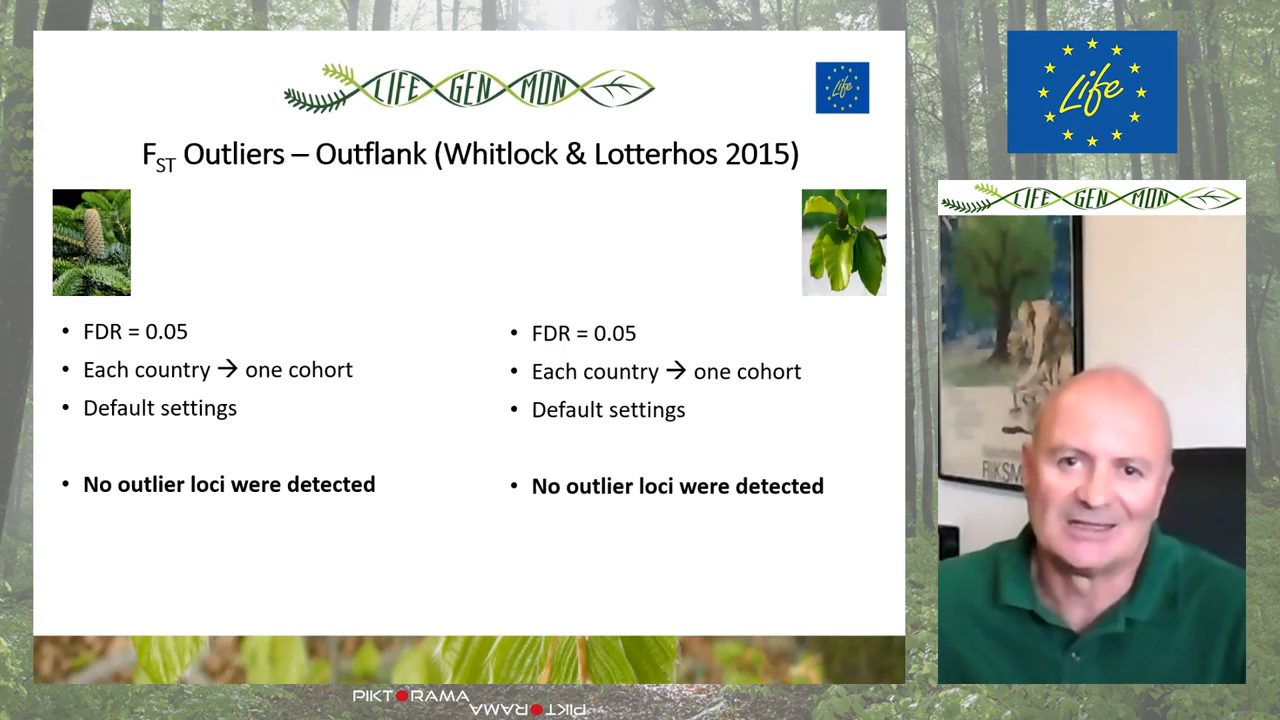 LIFE GEN MON
Life
F_ST Outliers – Outflank (Whitlock & Lotterhos 2015)
• FDR = 0.05
• Each country → one cohort
• Default settings
• No outlier loci were detected
• FDR = 0.05
• Each country → one cohort
• Default settings
• No outlier loci were detected
Life
LIFE GEN MON
PIKTORAMA
PIKTORAMA